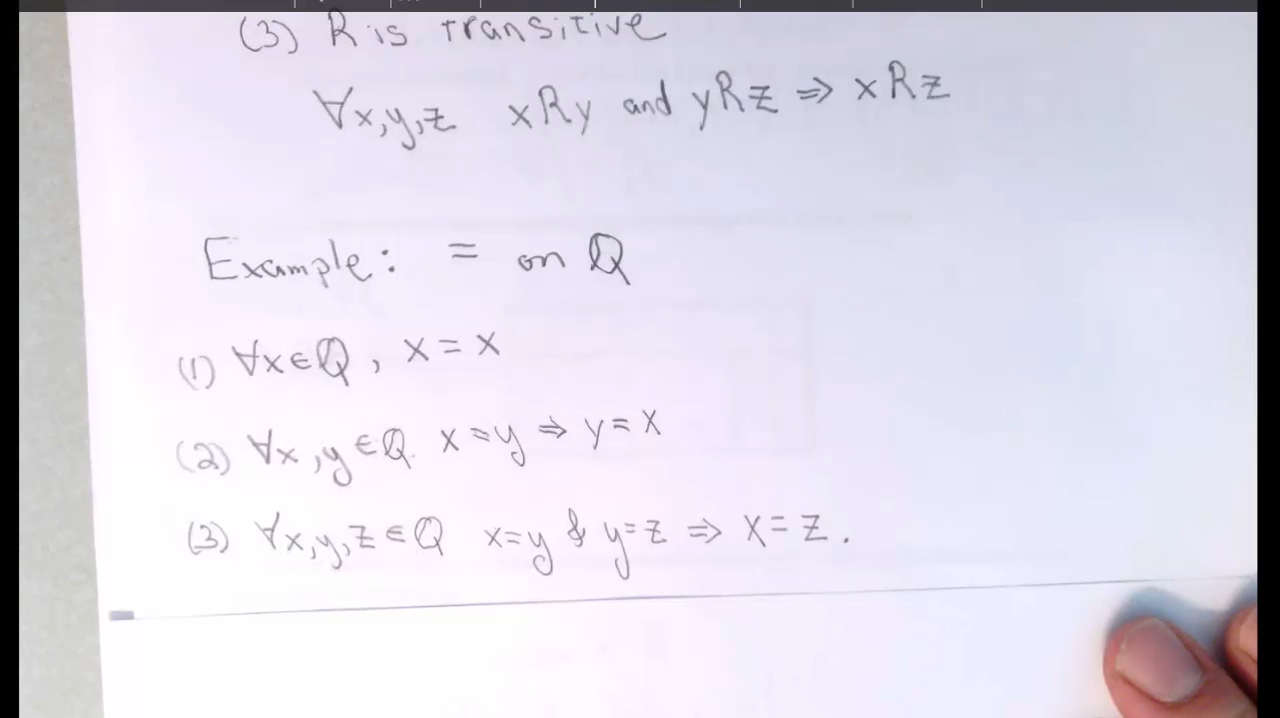 (3) R is transitive
∀x,y,z xRy and yRz ⇒ xRz
Example: = on ℚ
(1) ∀x∈ℚ, x = x
(2) ∀x,y∈ℚ x=y ⇒ y=x
(3) ∀x,y,z∈ℚ x=y & y=z ⇒ x=z.